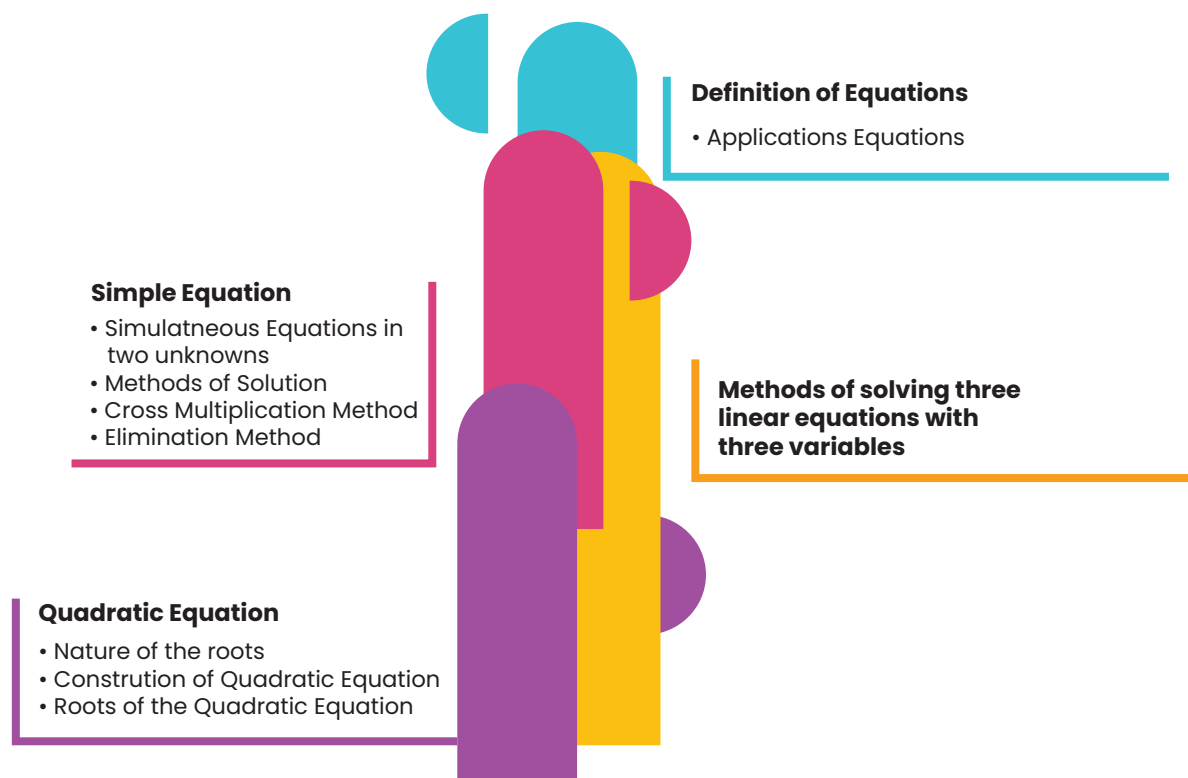 Definition of Equations
• Applications Equations
Simple Equation
• Simulatneous Equations in
two unknowns
• Methods of Solution
• Cross Multiplication Method
• Elimination Method
Methods of solving three
linear equations with
three variables
Quadratic Equation
• Nature of the roots
• Constrution of Quadratic Equation
• Roots of the Quadratic Equation